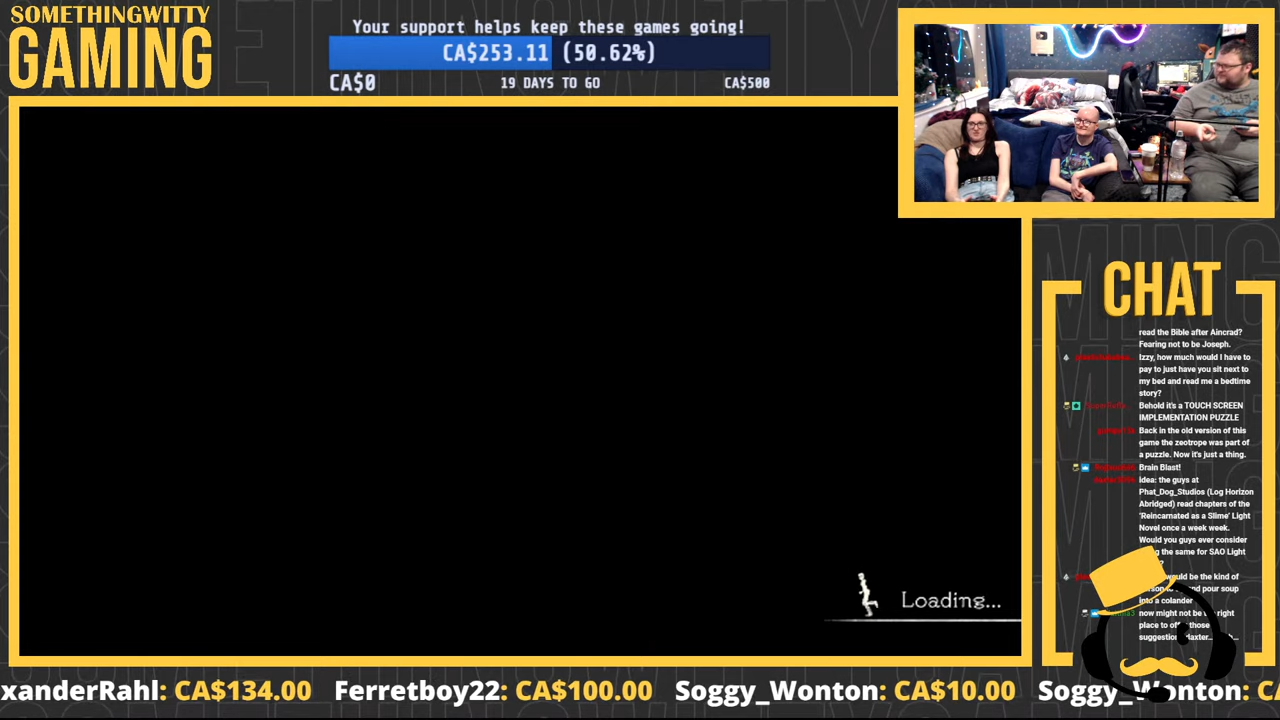 SOMETHINGWITTY
GAMING
Your support helps keep these games going!
CA$253.11 (50.62%)
CA$0
19 DAYS TO GO
CA$500
CHAT
read the Bible after Aincrad?
Fearing not to be Joseph.
Izzy, how much would I have to
pay to just have you sit next to
my bed and read me a bedtime
story?
Behold it's a TOUCH SCREEN
IMPLEMENTATION PUZZLE
Back in the old version of this
game the zeotrope was part of
a puzzle. Now it's just a thing.
Brain Blast!
idea: the guys at
Phat_Dog_Studios (Log Horizon
Abridged) read chapters of the
'Reincarnated as a Slime' Light
Novel once a week week.
Would you guys ever consider
the same for SAO Light
would be the kind of
pour soup
into a colander
now might not be right
place to those
Loading...
xanderRahl: CA$134.00 Ferretboy22: CA$100.00 Soggy_Wonton: CA$10.00 Soggy_Wonton: CA